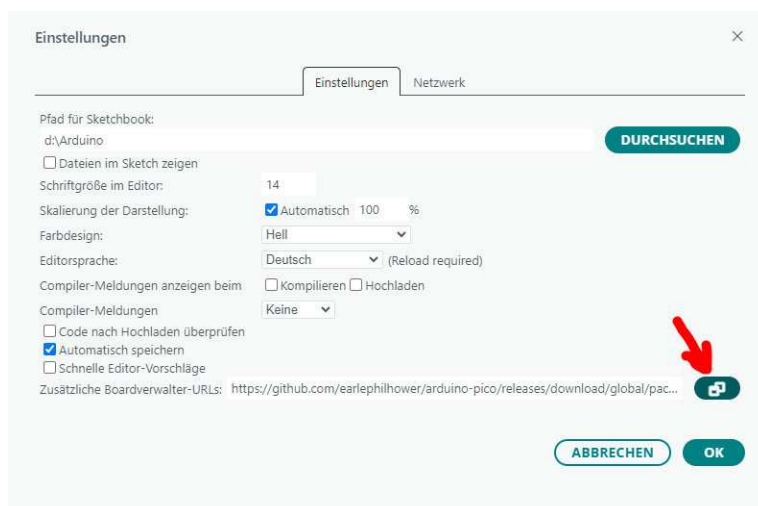 Einstellungen
Einstellungen Netzwerk
Pfad für Sketchbook:
d:\Arduino DURCHSUCHEN
Dateien im Sketch zeigen
Schriftgröße im Editor: 14
Skalierung der Darstellung: Automatisch 100 %
Farbdesign: Hell
Editorsprache: Deutsch (Reload required)
Compiler-Meldungen anzeigen beim Kompilieren Hochladen
Compiler-Meldungen Keine
Code nach Hochladen überprüfen
Automatisch speichern
Schnelle Editor-Vorschläge
Zusätzliche Boardverwalter-URLs: https://github.com/earlephilhower/arduino-pico/releases/download/global/pac...
ABBRECHEN OK